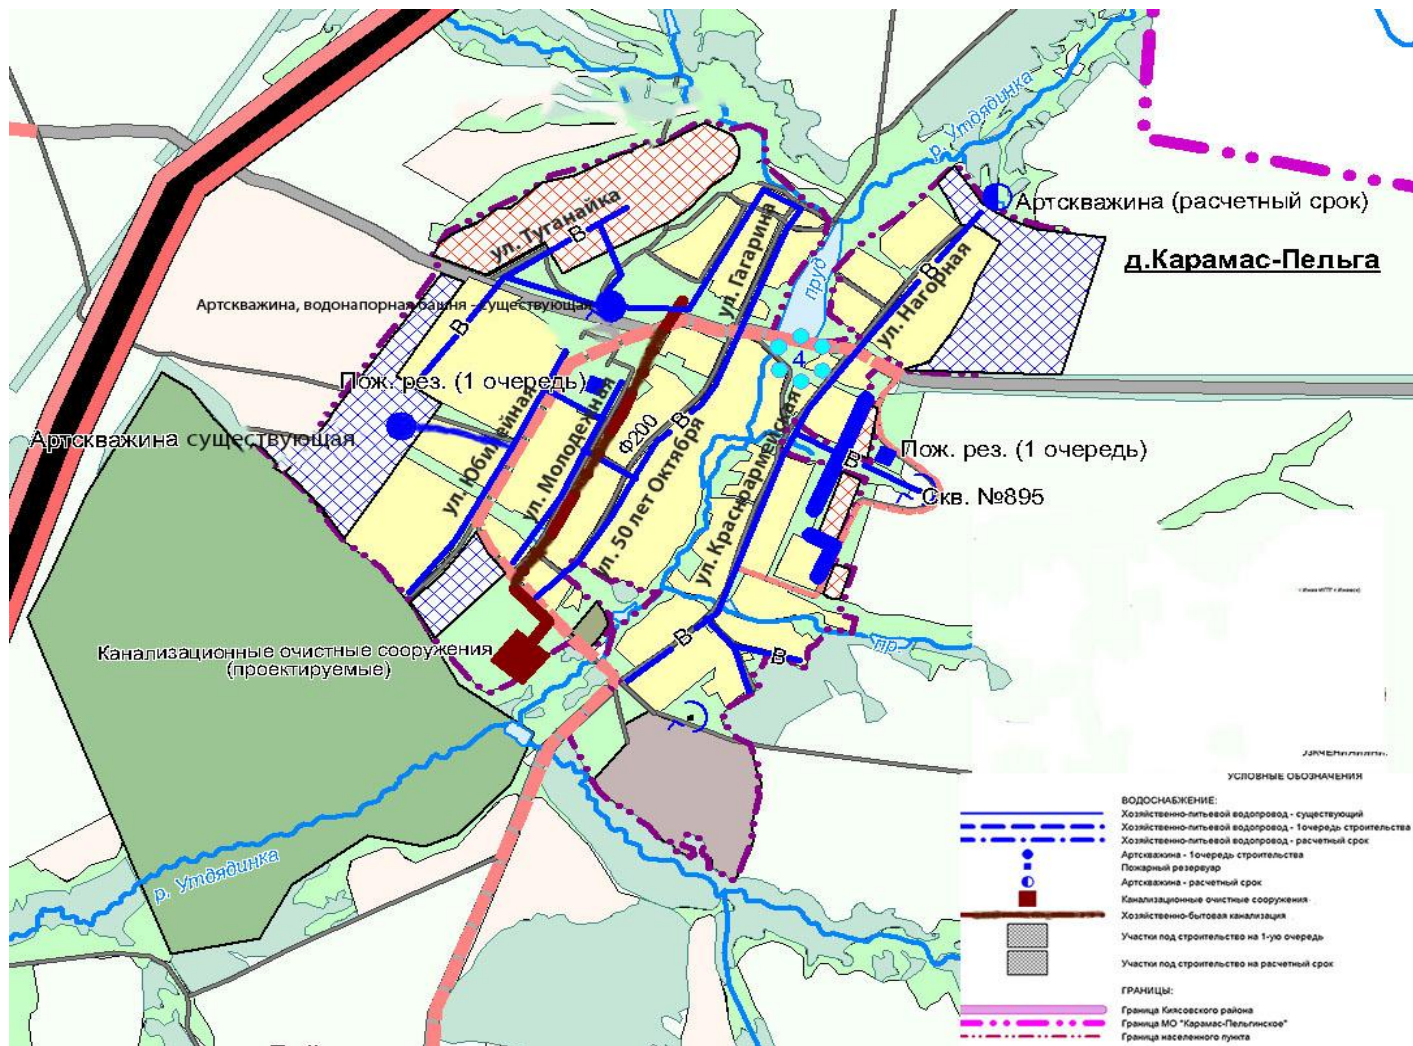 р. Утдядинка
Артскважина (расчетный срок)
д.Карамас-Пельга
ул. Туганайка
В
ул. Гагарина
пруд
В
ул. Нагорная
Артскважина, водонапорная башня - существующая
В
4
Пож. рез. (1 очередь)
Артскважина существующая
ул. Юбилейная
ул. Молодежная
Ф200
В
ул. 50 лет Октября
ул. Красноармейская
Пож. рез. (1 очередь)
В
Скв. №895
Канализационные очистные сооружения
(проектируемые)
В
В
пр.
р. Утдядинка
УСЛОВНЫЕ ОБОЗНАЧЕНИЯ
ВОДОСНАБЖЕНИЕ:
Хозяйственно-питьевой водопровод - существующий
Хозяйственно-питьевой водопровод - 1очередь строительства
Хозяйственно-питьевой водопровод - расчетный срок
Артскважина - 1очередь строительства
Пожарный резервуар
Артскважина - расчетный срок
Канализационные очистные сооружения
Хозяйственно-бытовая канализация
Участки под строительство на 1-ую очередь
Участки под строительство на расчетный срок
ГРАНИЦЫ:
Граница Киясовского район
Граница МО "Карамас-Пельгинское"
Граница населенного пункта